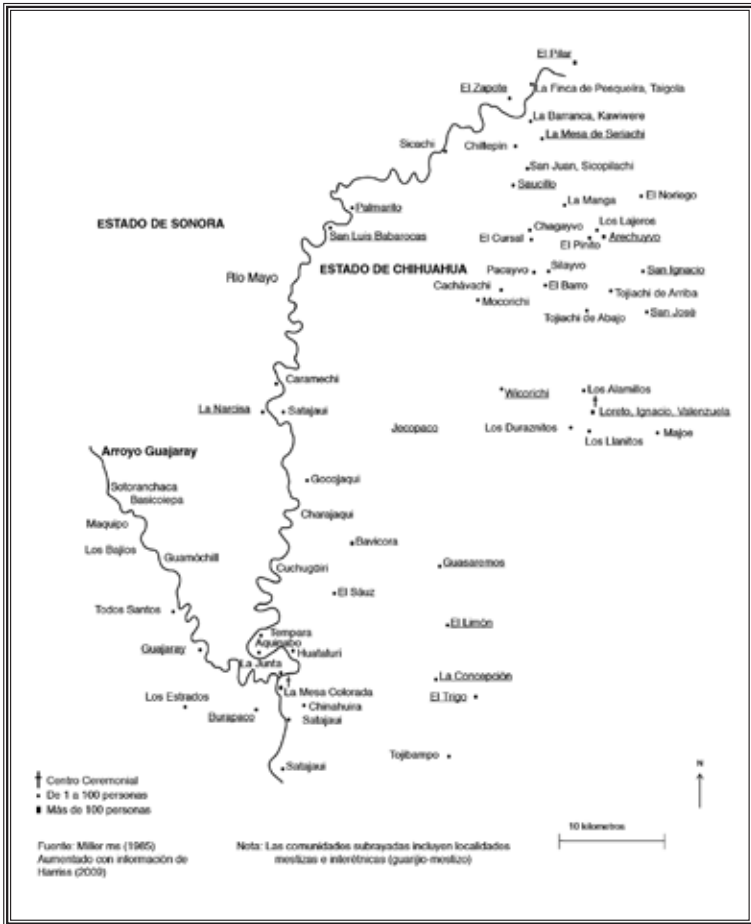 El Pilar
El Zapote
La Finca de Pesqueira, Taigola
La Barranca, Kawiwere
La Mesa de Seriachi
Sicachi
Chillepin
San Juan, Sicopilachi
Saucillo
La Manga
El Noriego
Palmarito
ESTADO DE SONORA
San Luis Babarocas
Chagayvo
Los Lajeros
El Cursal
El Pinito
Arechuyvo
Río Mayo
ESTADO DE CHIHUAHUA
Pacayvo
Silayvo
San Ignacio
Cachávachi
El Barro
Tojiachi de Arriba
Mocorichi
Tojiachi de Abajo
San José
Caramechi
Wicorichi
Los Alamillos
La Narcisa
Satajaui
Loreto, Ignacio, Valenzuela
Jecopaco
Los Duraznitos
Los Llanitos
Majoe
Arroyo Guajaray
Gocojaqui
Sotoranchaca
Basicoiepa
Charajaqui
Maquipo
Bavicora
Los Bajíos
Guamóchill
Cuchugüiri
Guasaremos
El Sáuz
Todos Santos
El Limón
Tempara
Guajaray
Huataturi
La Junta
La Concepción
La Mesa Colorada
El Trigo
Los Estrados
Chinahuira
Burapaco
Satajaui
Tojibampo
Satajaui
N
Centro Ceremonial
De 1 a 100 personas
Más de 100 personas
10 kilometros
Fuente: Miller ms (1985)
Aumentado con información de
Harriss (2009)
Nota: Las comunidades subrayadas incluyen localidades
mestizas e interétnicas (guarijio-mestizo)